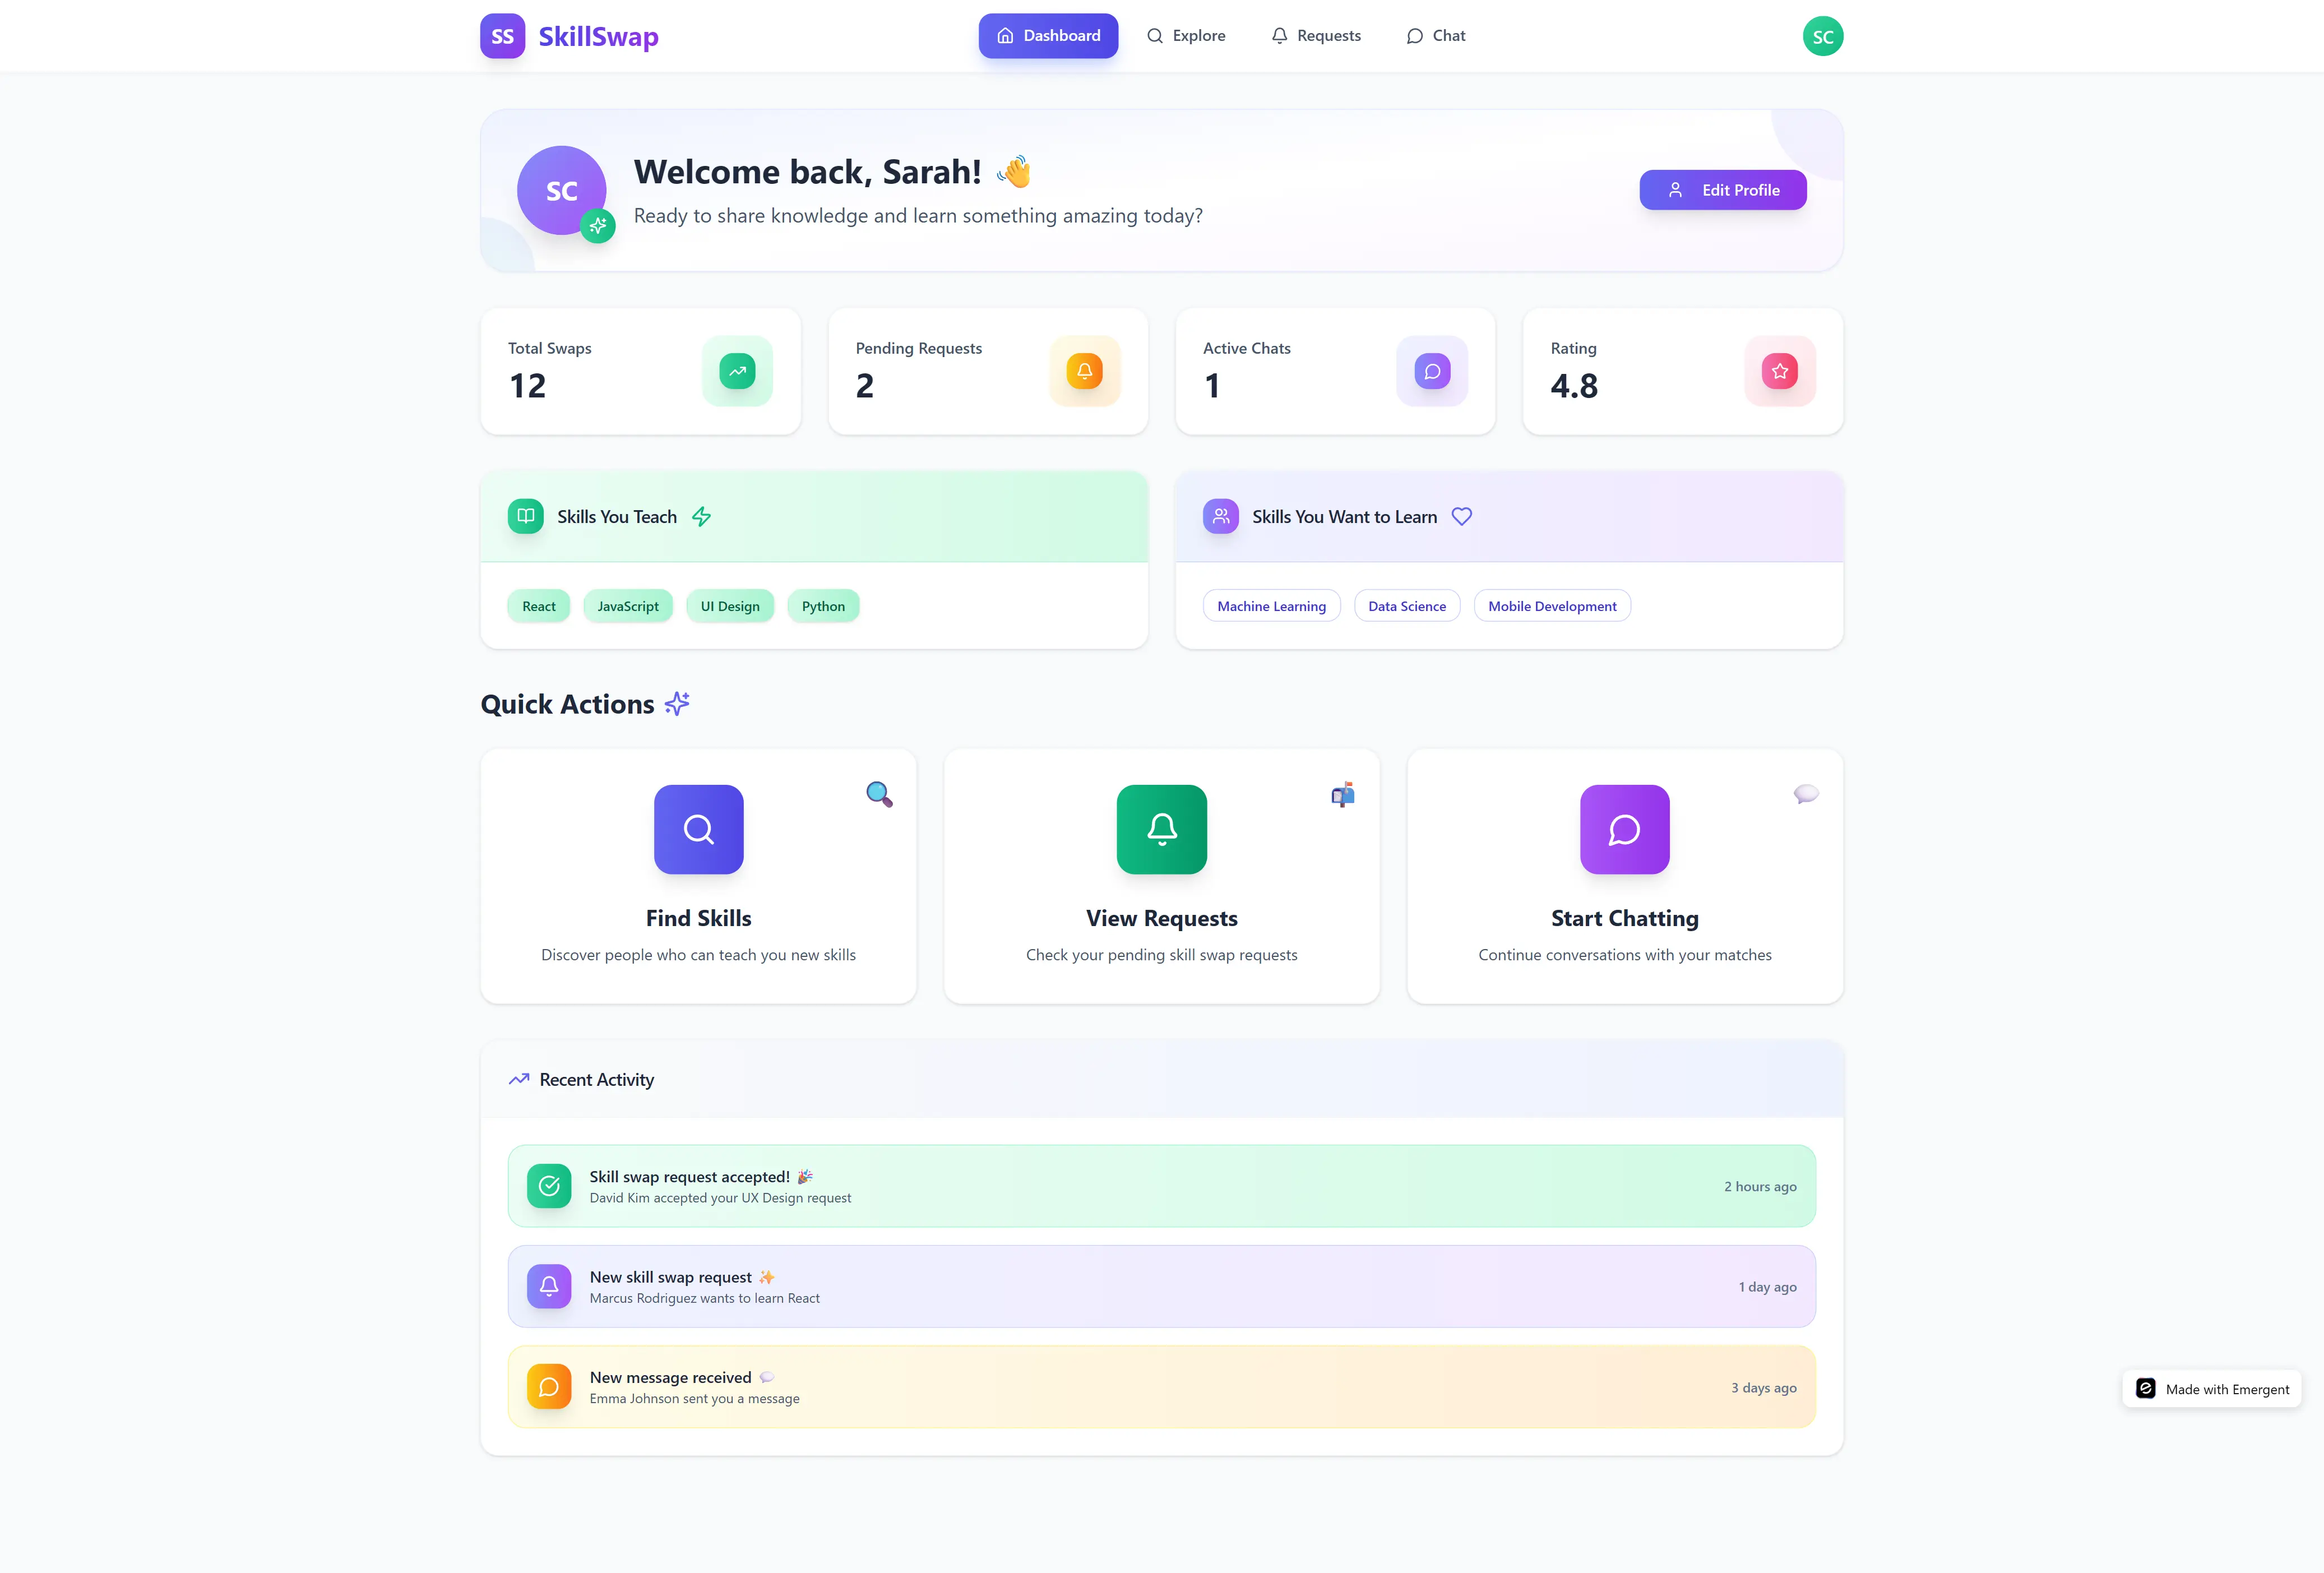 SS SkillSwap Dashboard Explore Requests Chat SC
SC
Welcome back, Sarah! 👋
Ready to share knowledge and learn something amazing today?
Edit Profile
Total Swaps
12
Pending Requests
2
Active Chats
1
Rating
4.8
Skills You Teach
React JavaScript UI Design Python
Skills You Want to Learn
Machine Learning Data Science Mobile Development
Quick Actions
Find Skills
Discover people who can teach you new skills
View Requests
Check your pending skill swap requests
Start Chatting
Continue conversations with your matches
Recent Activity
Skill swap request accepted! 🎉
David Kim accepted your UX Design request
2 hours ago
New skill swap request ✨
Marcus Rodriguez wants to learn React
1 day ago
New message received 💬
Emma Johnson sent you a message
3 days ago
Made with Emergent